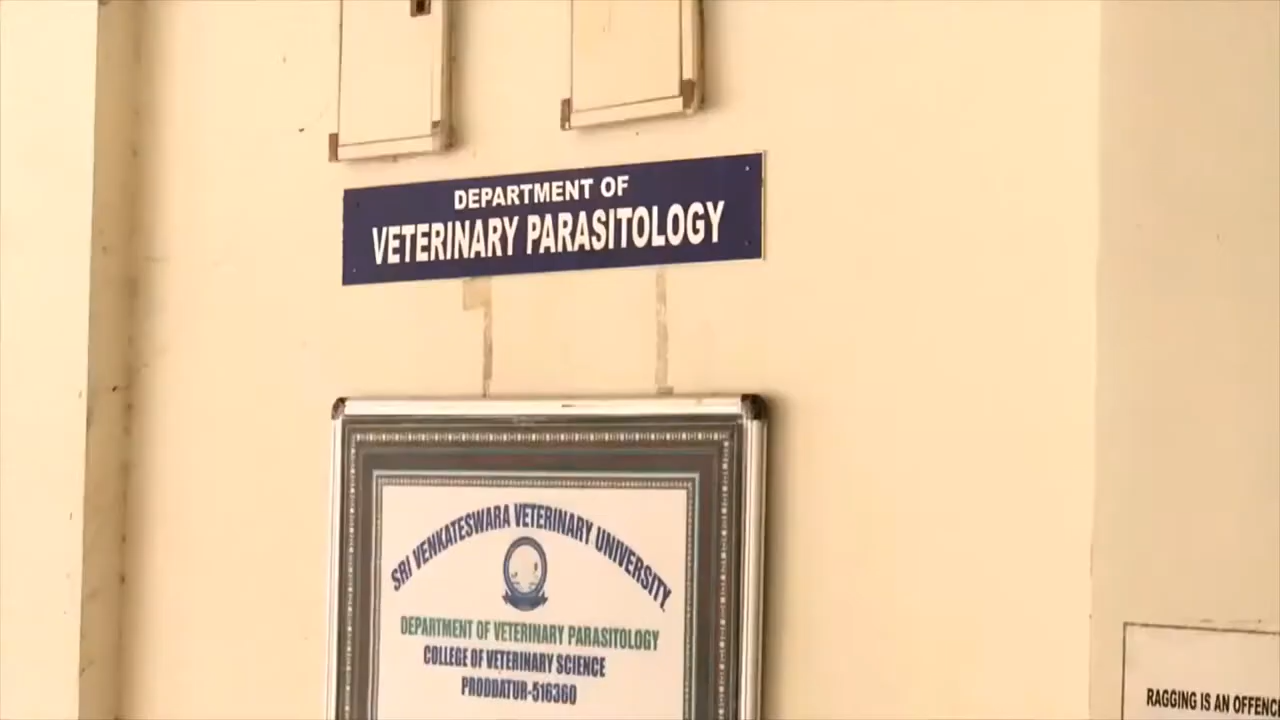 DEPARTMENT OF
VETERINARY PARASITOLOGY
SRI VENKATESWARA VETERINARY UNIVERSITY
DEPARTMENT OF VETERINARY PARASITOLOGY
COLLEGE OF VETERINARY SCIENCE
PRODDATUR-516360
RAGGING IS AN OFFENC